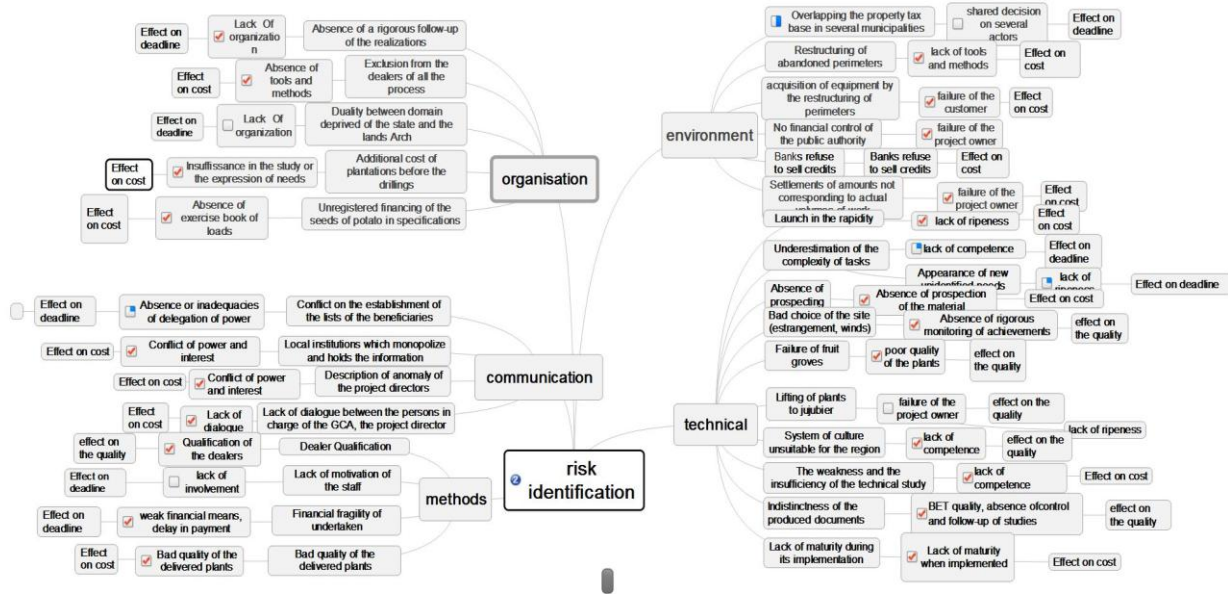 risk
identification
organisation
Absence of a rigorous follow-up
of the realizations
Lack Of
organizatio
n
Effect on
deadline
Exclusion from the
dealers of all the
process
Absence of
tools and
methods
Effect
on cost
Duality between domain
deprived of the state and the
lands Arch
Lack Of
organization
Effect on
deadline
Additional cost of
plantations before the
drillings
Insuffissance in the study or
the expression of needs
Effect
on cost
Unregistered financing of the
seeds of potato in specifications
Absence of
exercise book of
loads
Effect
on cost
communication
Conflict on the establishment of
the lists of the beneficiaries
Absence or inadequacies
of delegation of power
Effect on
deadline
Local institutions which monopolize
and holds the information
Conflict of power and
interest
Effect on cost
Description of anomaly of
the project directors
Conflict of power
and interest
Effect on cost
Lack of dialogue between the persons in
charge of the GCA, the project director
Lack of
dialogue
Effect
on cost
methods
Dealer Qualification
Qualification of
the dealers
effect on
the quality
Lack of motivation of
the staff
lack of
involvement
Effect on
deadline
Financial fragility of
undertaken
weak financial means,
delay in payment
Effect on
deadline
Bad quality of the
delivered plants
Bad quality of the
delivered plants
Effect
on cost
environment
Overlapping the property tax
base in several municipalities
shared decision
on several
actors
Effect on
deadline
Restructuring of
abandoned perimeters
lack of tools
and methods
Effect on
cost
acquisition of equipment by
the restructuring of
perimeters
failure of the
customer
Effect
on cost
No financial control of
the public authority
failure of the
project owner
Banks refuse
to sell credits
Banks refuse
to sell credits
Effect on
cost
Settlements of amounts not
corresponding to actual
failure of the
project owner
Effect
on cost
technical
Launch in the rapidity
lack of ripeness
Effect
on cost
Underestimation of the
complexity of tasks
lack of competence
Effect on
deadline
Appearance of new
unidentified needs
lack of
ripeness
Effect on deadline
Absence of
prospecting
Absence of prospection
of the material
Effect on cost
Bad choice of the site
(estrangement, winds)
Absence of rigorous
monitoring of achievements
effect on
the quality
Failure of fruit
groves
poor quality
of the plants
effect on
the quality
Lifting of plants
to jujubier
failure of the
project owner
effect on the
quality
lack of ripeness
System of culture
unsuitable for the region
lack of
competence
effect on the
quality
The weakness and the
insufficiency of the technical study
lack of
competence
Effect on cost
Indistinctness of the
produced documents
BET quality, absence ofcontrol
and follow-up of studies
effect on
the quality
Lack of maturity during
its implementation
Lack of maturity
when implemented
Effect on cost